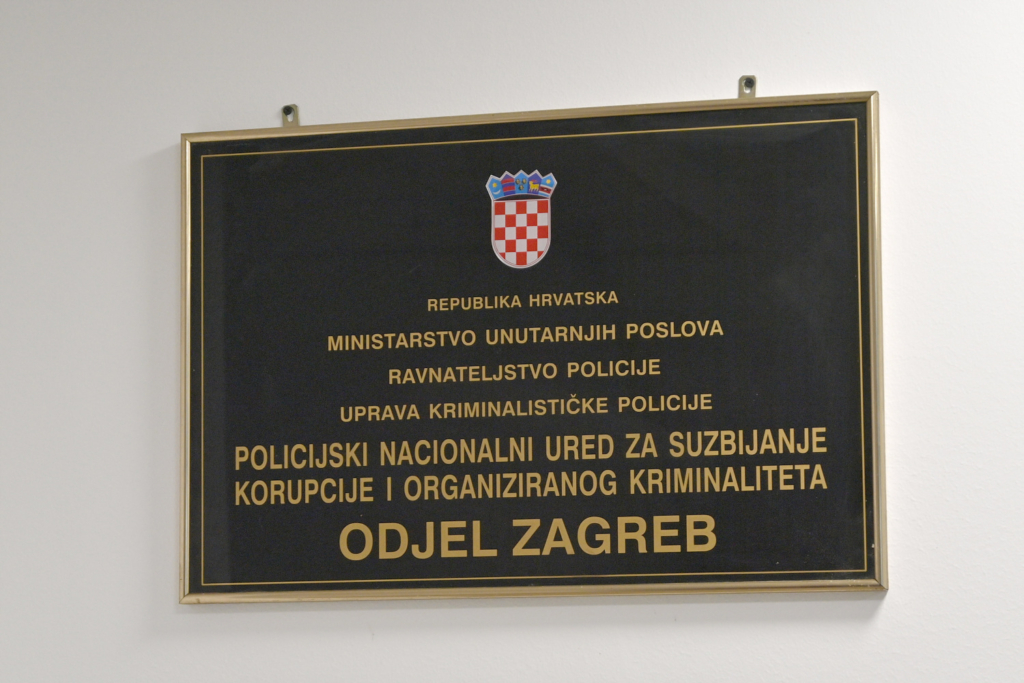 REPUBLIKA HRVATSKA
MINISTARSTVO UNUTARNJIH POSLOVA
RAVNATELJSTVO POLICIJE
UPRAVA KRIMINALISTIČKE POLICIJE
POLICIJSKI NACIONALNI URED ZA SUZBIJANJE
KORUPCIJE I ORGANIZIRANOG KRIMINALITETA
ODJEL ZAGREB